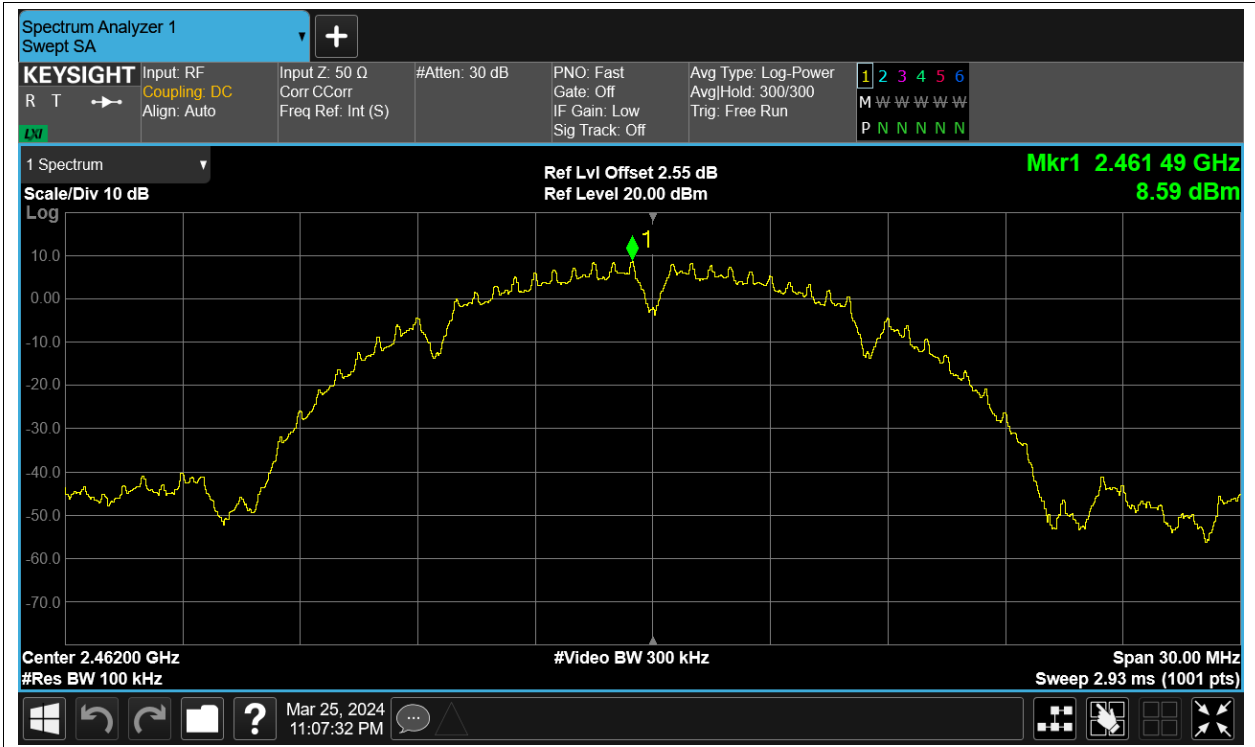 Spectrum Analyzer 1
Swept SA
KEYSIGHT
R T
LXI
Input: RF
Coupling: DC
Align: Auto
Input Z: 50 Ω
Corr CCorr
Freq Ref: Int (S)
#Atten: 30 dB
PNO: Fast
Gate: Off
IF Gain: Low
Sig Track: Off
Avg Type: Log-Power
Avg|Hold: 300/300
Trig: Free Run
1 2 3 4 5 6
M W W W W W
P N N N N N
1 Spectrum
Scale/Div 10 dB
Log
Ref Lvl Offset 2.55 dB
Ref Level 20.00 dBm
Mkr1 2.461 49 GHz
8.59 dBm
1
10.0
0.00
-10.0
-20.0
-30.0
-40.0
-50.0
-60.0
-70.0
Center 2.46200 GHz
#Res BW 100 kHz
#Video BW 300 kHz
Span 30.00 MHz
Sweep 2.93 ms (1001 pts)
?
Mar 25, 2024
11:07:32 PM